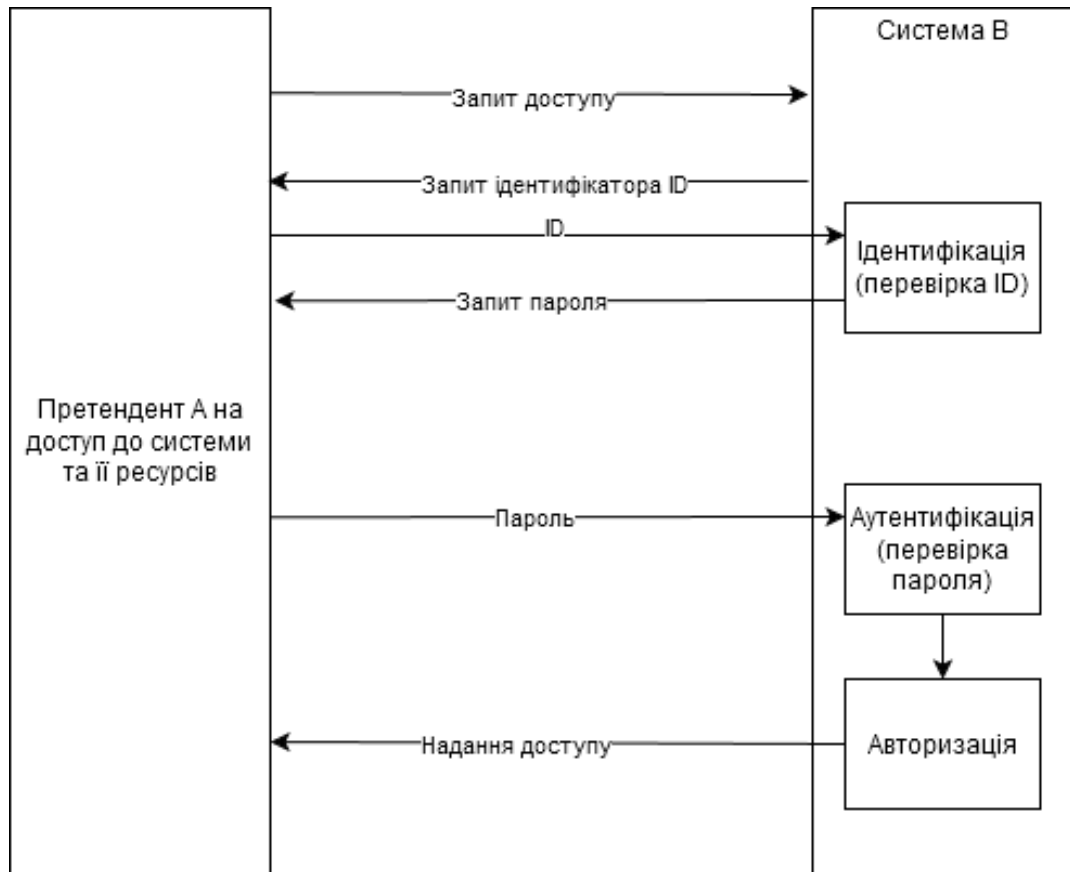 Система В
Запит доступу
Запит ідентифікатора ID
ID
Ідентифікація
(перевірка ID)
Запит пароля
Претендент А на
доступ до системи
та її ресурсів
Пароль
Аутентифікація
(перевірка
пароля)
Надання доступу
Авторизація